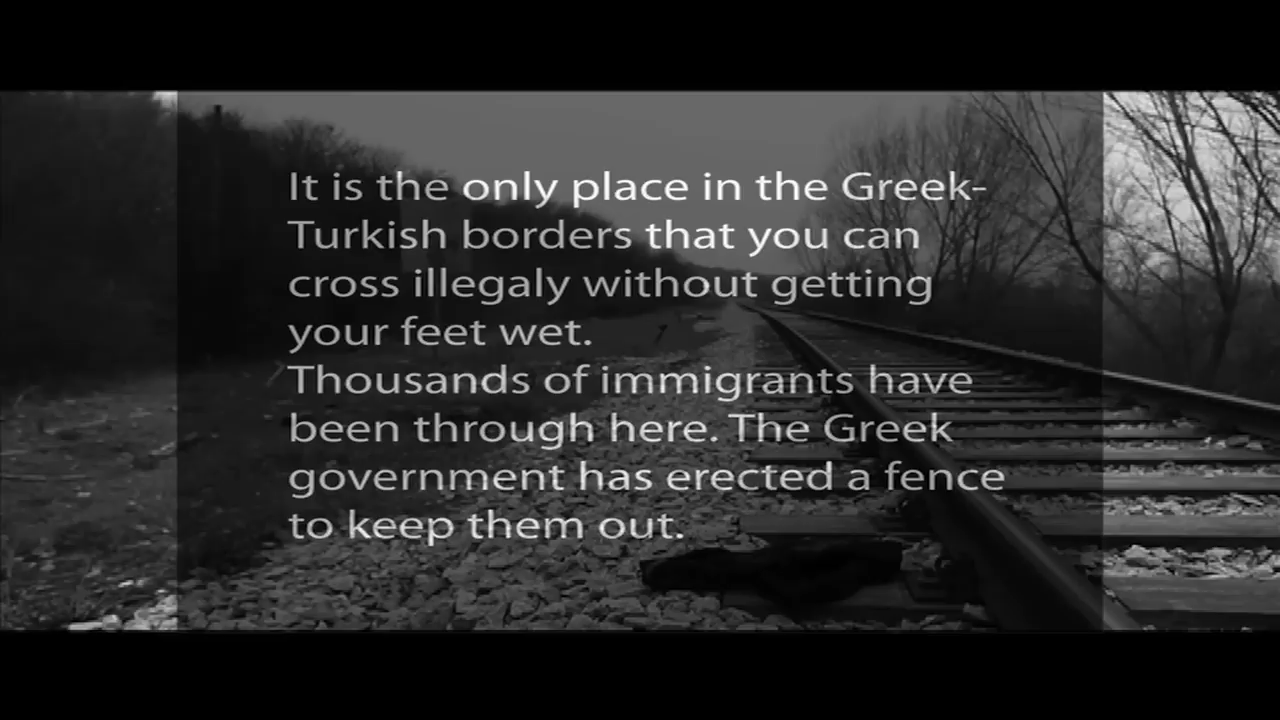 It is the only place in the Greek-
Turkish borders that you can
cross illegaly without getting
your feet wet.
Thousands of immigrants have
been through here. The Greek
government has erected a fence
to keep them out.